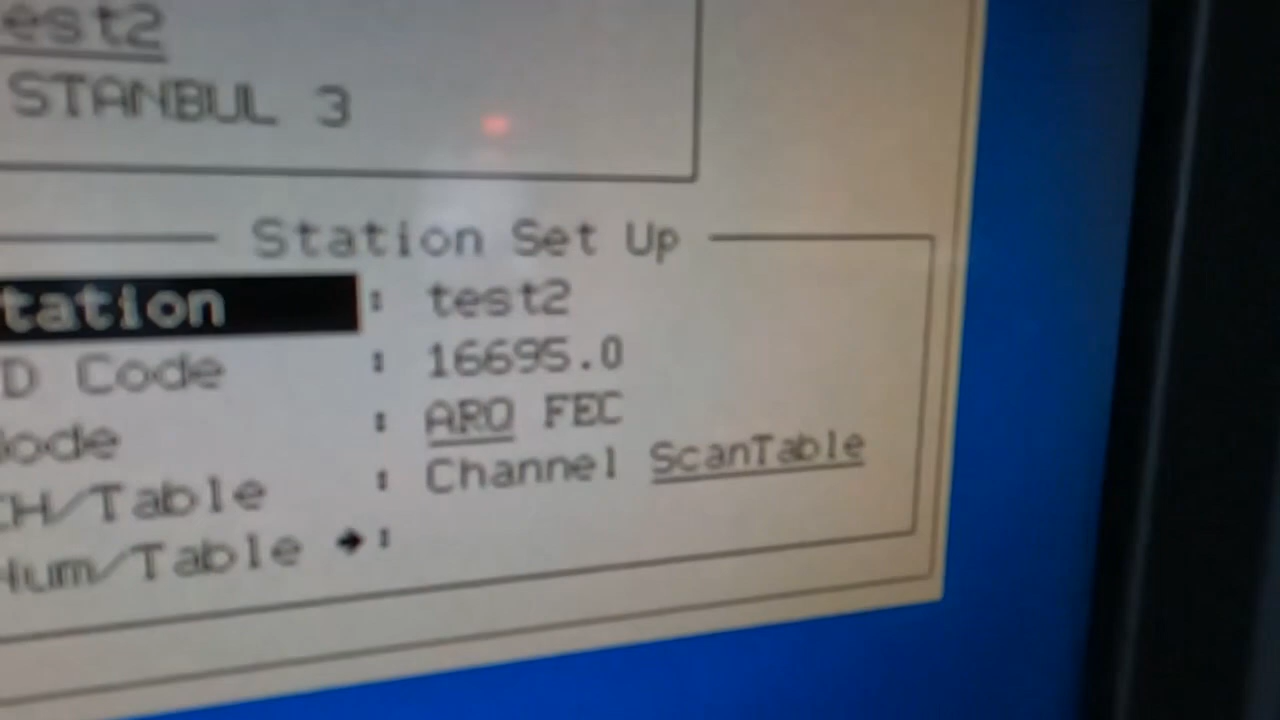 est2
STANBUL 3
Station Set Up
tation : test2
D Code : 16695.0
ode : ARQ FEC
CH/Table : Channel ScanTable
Num/Table → :